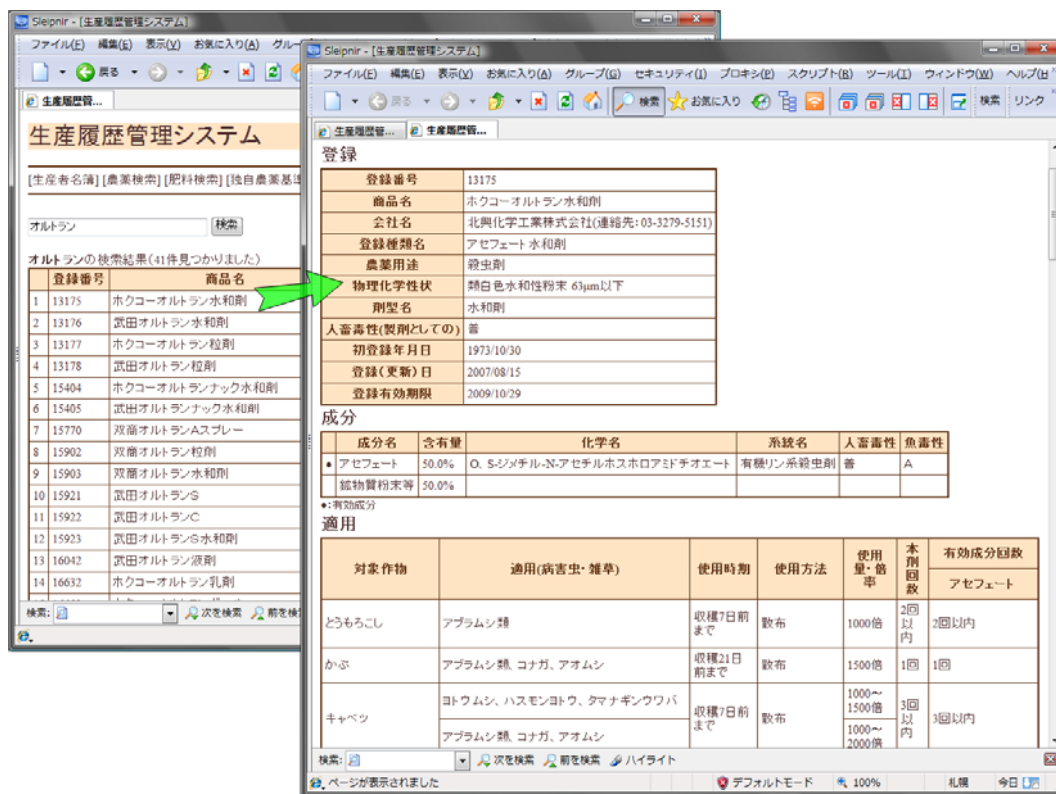 Sleipnir - [生産履歴管理システム]
ファイル(F) 編集(E) 表示(V) お気に入り(A)
戻る
生産履歴管...
生産履歴管理システム
[生産者名簿] [農薬検索] [肥料検索] [独自農薬基準
オルトラン 検索
オルトランの検索結果(41件見つかりました)
登録番号 商品名
1 13175 ホクコーオルトラン水和剤
2 13176 武田オルトラン水和剤
3 13177 ホクコーオルトラン粒剤
4 13178 武田オルトラン粒剤
5 15404 ホクコーオルトランナック水和剤
6 15405 武田オルトランナック水和剤
7 15770 双商オルトランAスプレー
8 15902 双商オルトラン粒剤
9 15903 双商オルトラン水和剤
10 15921 武田オルトランS
11 15922 武田オルトランC
12 15923 武田オルトランS水和剤
13 16042 武田オルトラン液剤
14 16632 ホクコーオルトラン乳剤
検索: 次を検索 前を検
Sleipnir - [生産履歴管理システム]
ファイル(F) 編集(E) 表示(V) お気に入り(A) グループ(G) セキュリティ(I) プロキシ(P) スクリプト(R) ツール(T) ウィンドウ(W) ヘルプ(H
戻る 検索 お気に入り 検索 リンク
生産履歴管... 生産履歴管...
登録
登録番号 13175
商品名 ホクコーオルトラン水和剤
会社名 北興化学工業株式会社(連絡先:03-3279-5151)
登録種類名 アセフェート水和剤
農薬用途 殺虫剤
物理化学性状 類白色水和性粉末 63μm以下
剤型名 水和剤
人畜毒性(製剤としての) 普
初登録年月日 1973/10/30
登録(更新)日 2007/08/15
登録有効期限 2009/10/29
成分
成分名 含有量 化学名 系統名 人畜毒性 魚毒性
● アセフェート 50.0% O, S-ジメチル-N-アセチルホスホロアミドチオエート 有機リン系殺虫剤 普 A
鉱物質粉末等 50.0%
●:有効成分
適用
対象作物 適用(病害虫・雑草) 使用時期 使用方法 使用量・倍率 本剤回数 有効成分回数
アセフェート
とうもろこし アブラムシ類 収穫7日前まで 散布 1000倍 2回以内 2回以内
かぶ アブラムシ類、コナガ、アオムシ 収穫21日前まで 散布 1500倍 1回 1回
キャベツ ヨトウムシ、ハスモンヨトウ、タマナギンウワバ 収穫7日前まで 散布 1000~1500倍 3回以内 3回以内
アブラムシ類、コナガ、アオムシ 1000~2000倍
検索: 次を検索 前を検索 ハイライト
ページが表示されました デフォルトモード 100% 札幌 今日